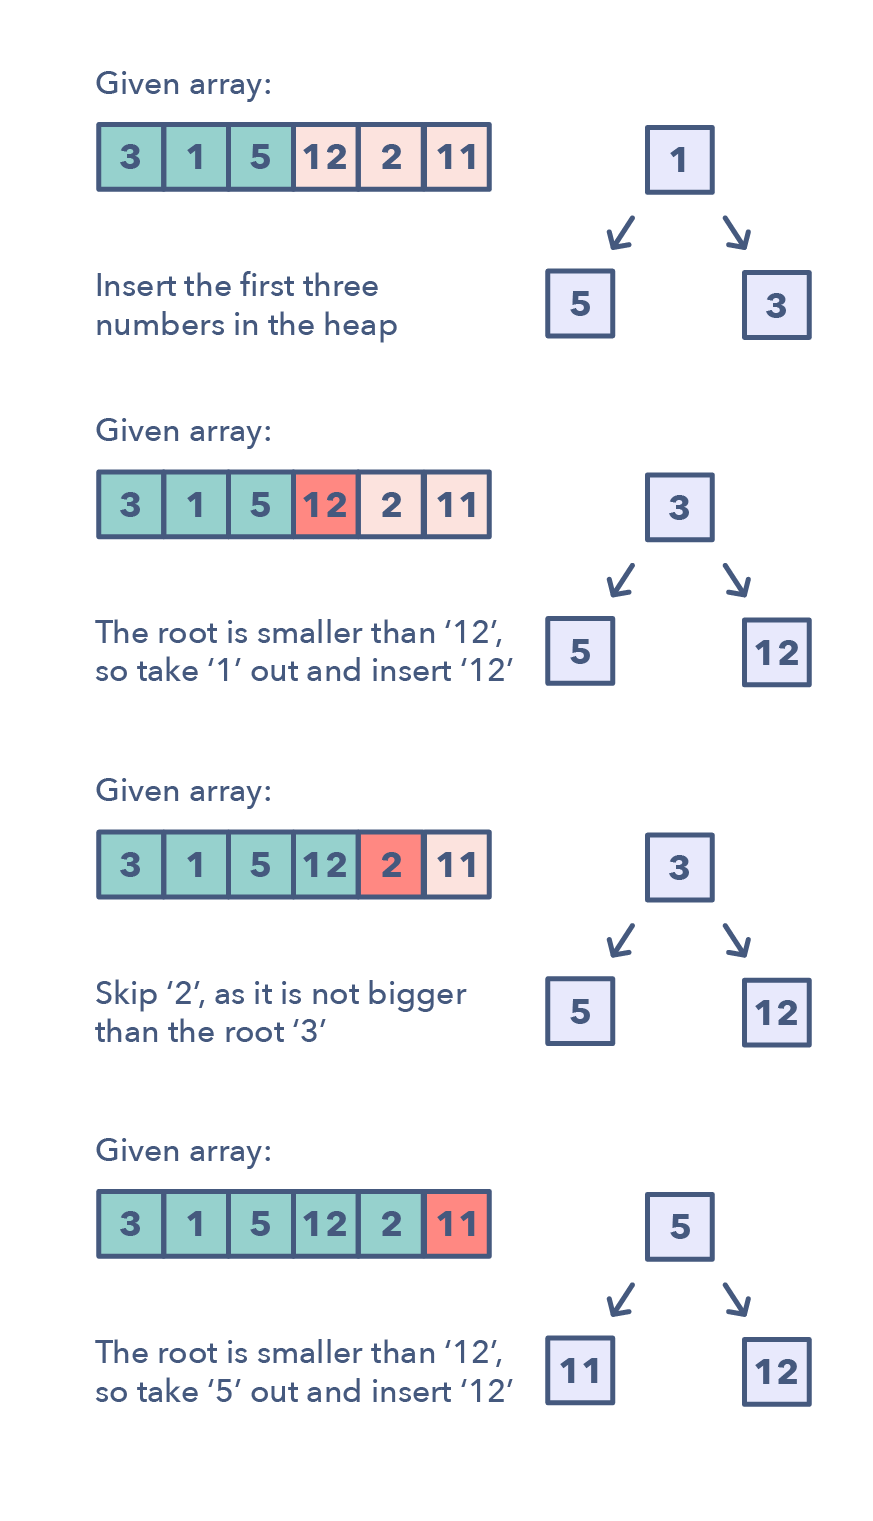 Given array:
3 1 5 12 2 11
1
5 3
Insert the first three
numbers in the heap
Given array:
3 1 5 12 2 11
3
5 12
The root is smaller than ‘12’,
so take ‘1’ out and insert ‘12’
Given array:
3 1 5 12 2 11
3
5 12
Skip ‘2’, as it is not bigger
than the root ‘3’
Given array:
3 1 5 12 2 11
5
11 12
The root is smaller than ‘12’,
so take ‘5’ out and insert ‘12’